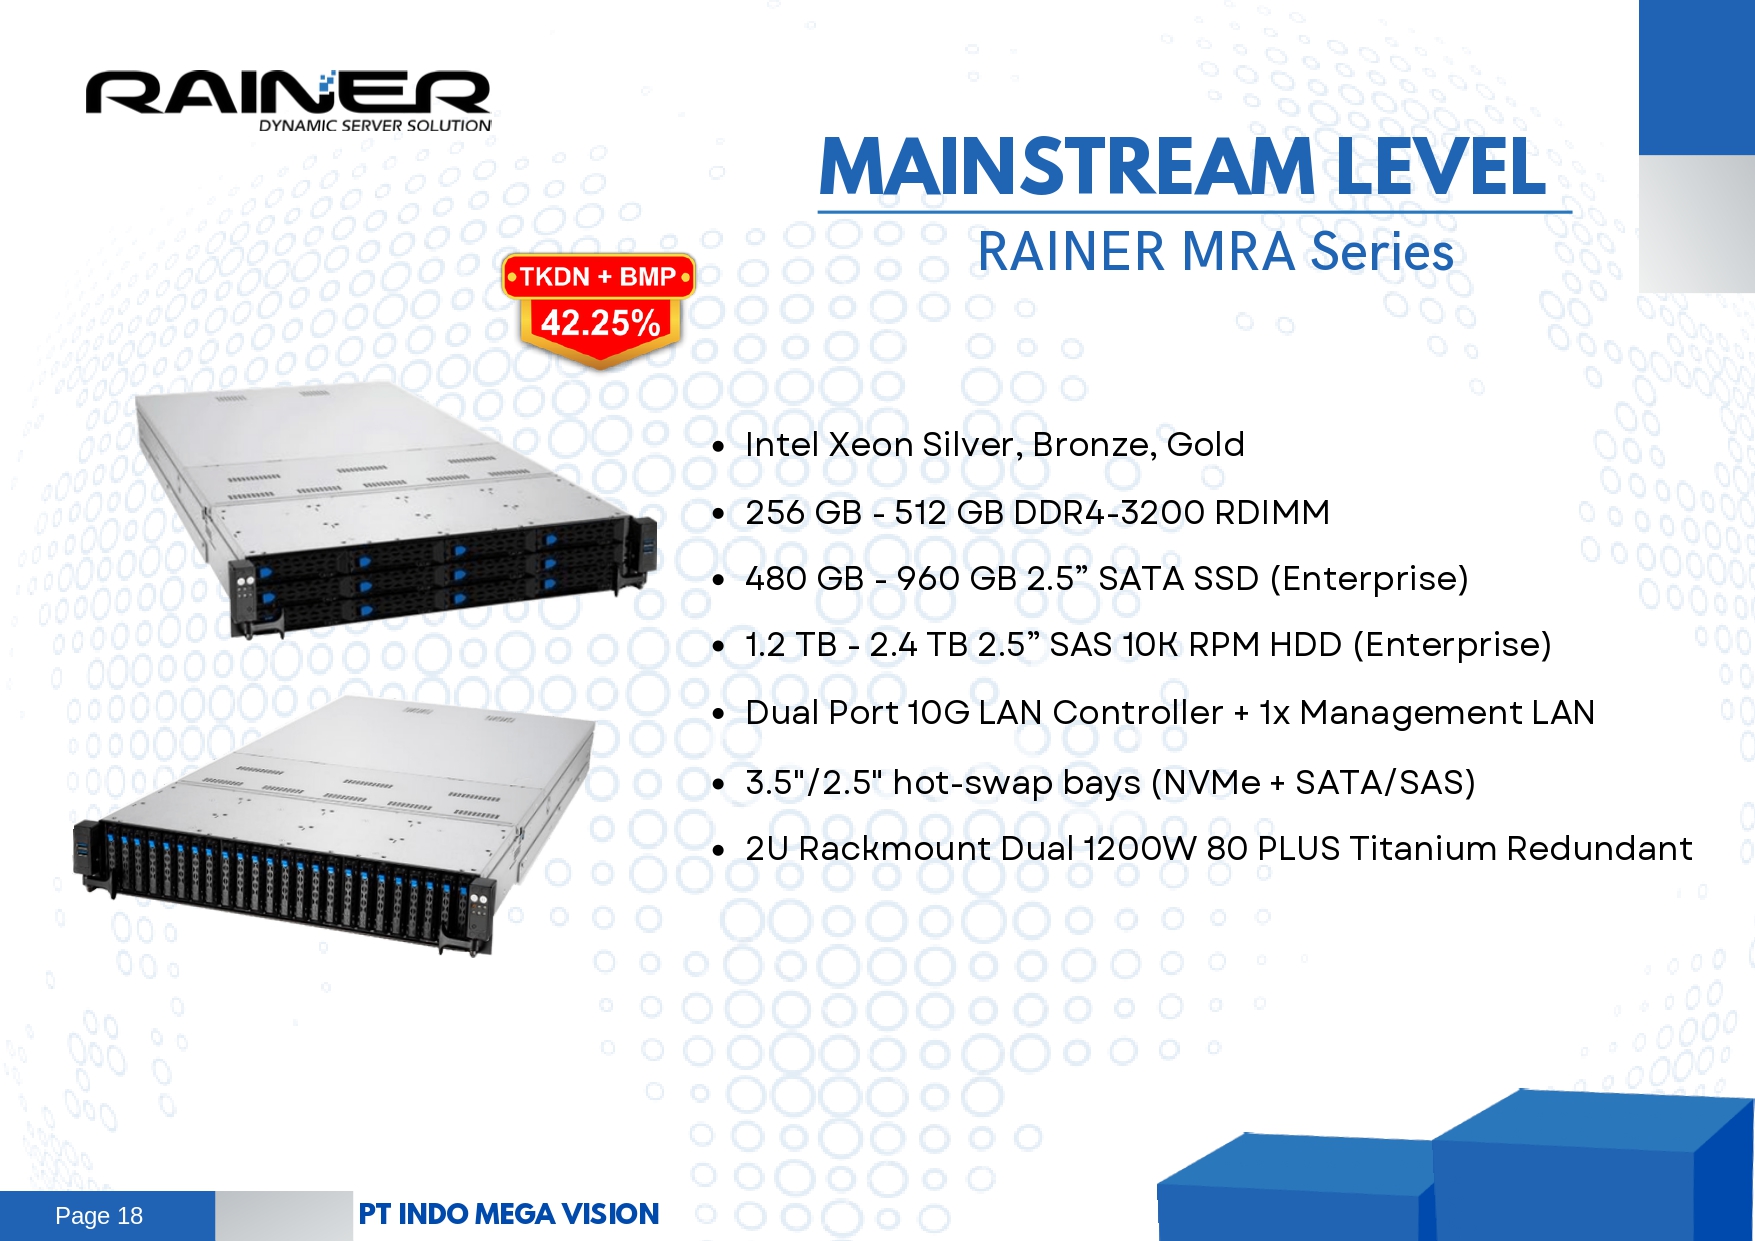 RAINER
DYNAMIC SERVER SOLUTION
MAINSTREAM LEVEL
RAINER MRA Series
TKDN + BMP
42.25%
• Intel Xeon Silver, Bronze, Gold
• 256 GB - 512 GB DDR4-3200 RDIMM
• 480 GB - 960 GB 2.5” SATA SSD (Enterprise)
• 1.2 TB - 2.4 TB 2.5” SAS 10K RPM HDD (Enterprise)
• Dual Port 10G LAN Controller + 1x Management LAN
• 3.5"/2.5" hot-swap bays (NVMe + SATA/SAS)
• 2U Rackmount Dual 1200W 80 PLUS Titanium Redundant
Page 18
PT INDO MEGA VISION